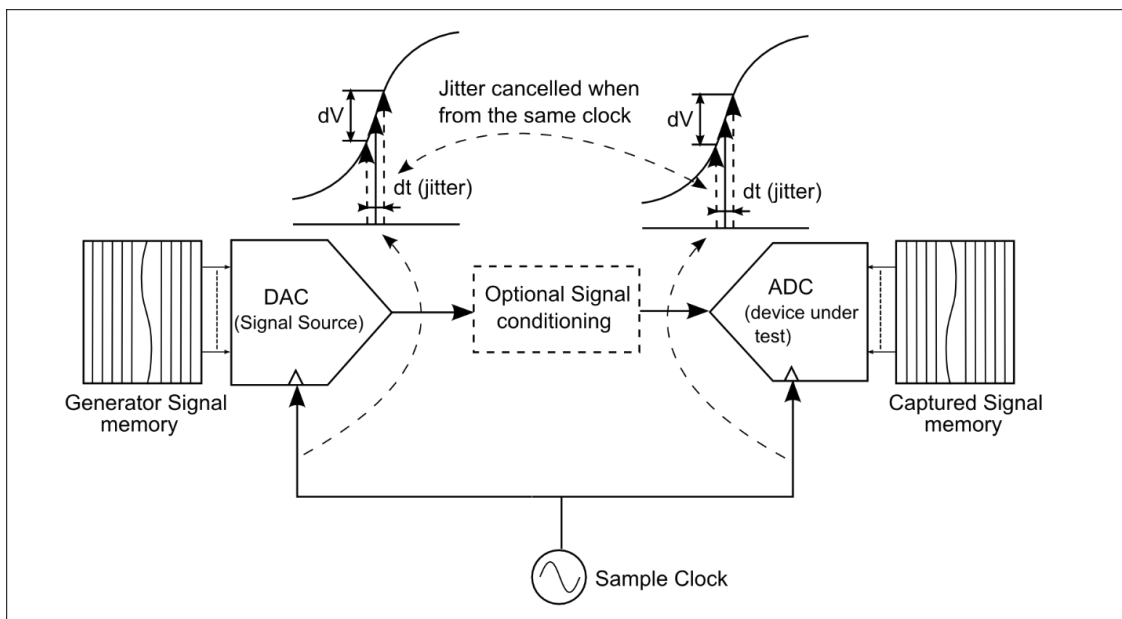 Jitter cancelled when
from the same clock
dV
dt (jitter)
dV
dt (jitter)
DAC
(Signal Source)
Optional Signal
conditioning
ADC
(device under
test)
Generator Signal
memory
Captured Signal
memory
Sample Clock